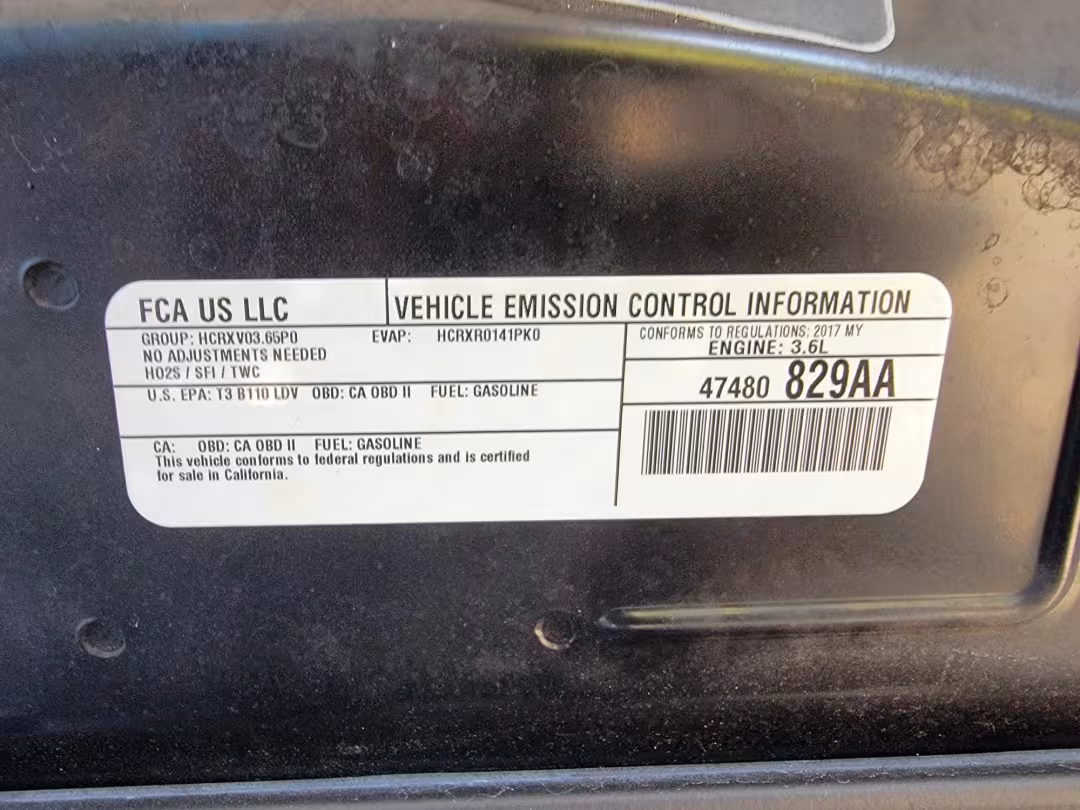 FCA US LLC
VEHICLE EMISSION CONTROL INFORMATION
GROUP: HCRXV03.65P0 EVAP: HCRXR0141PK0
NO ADJUSTMENTS NEEDED
HO2S / SFI / TWC
CONFORMS TO REGULATIONS: 2017 MY
ENGINE: 3.6L
U.S. EPA: T3 B110 LDV OBD: CA OBD II FUEL: GASOLINE
47480 829AA
CA: OBD: CA OBD II FUEL: GASOLINE
This vehicle conforms to federal regulations and is certified
for sale in California.